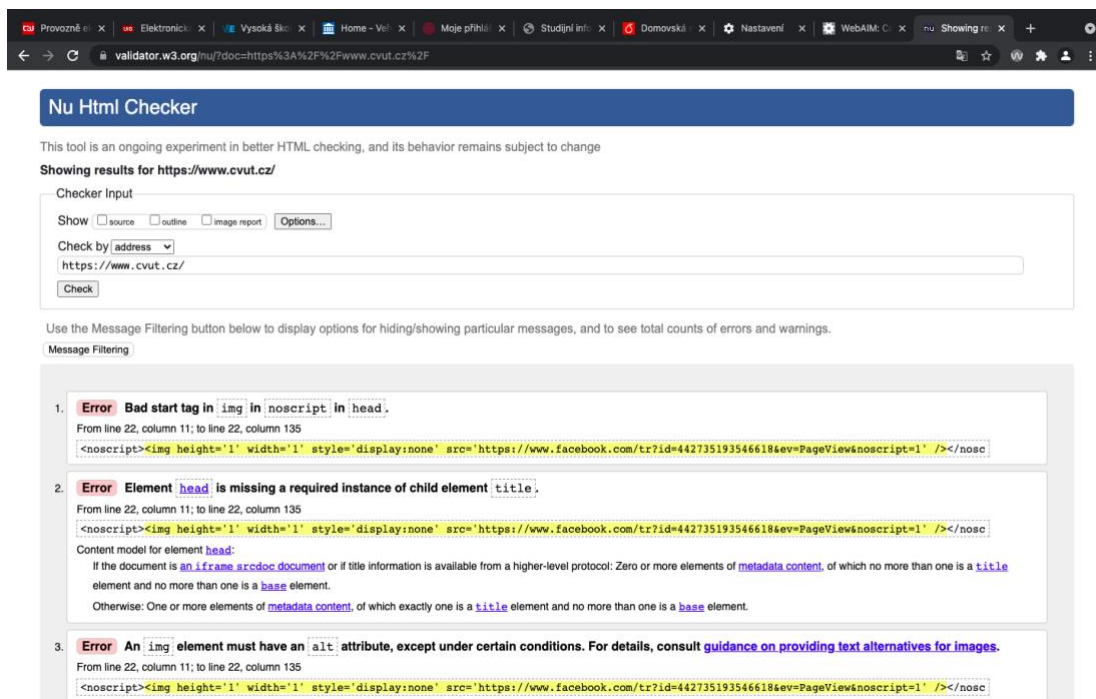 Provozně e
Elektronick
Vysoká ško
Home – Veř
Moje přihlá
Studijní info
Domovská
Nastavení
WebAIM: C
Showing re
validator.w3.org/nu/?doc=https%3A%2F%2Fwww.cvut.cz%2F
Nu Html Checker
This tool is an ongoing experiment in better HTML checking, and its behavior remains subject to change
Showing results for https://www.cvut.cz/
Checker Input
Show source outline image report Options...
Check by address
https://www.cvut.cz/
Check
Use the Message Filtering button below to display options for hiding/showing particular messages, and to see total counts of errors and warnings.
Message Filtering
1. Error Bad start tag in img in noscript in head.
From line 22, column 11; to line 22, column 135
<noscript><img height='1' width='1' style='display:none' src='https://www.facebook.com/tr?id=442735193546618&ev=PageView&noscript=1' /></nosc
2. Error Element head is missing a required instance of child element title.
From line 22, column 11; to line 22, column 135
<noscript><img height='1' width='1' style='display:none' src='https://www.facebook.com/tr?id=442735193546618&ev=PageView&noscript=1' /></nosc
Content model for element head:
If the document is an iframe srcdoc document or if title information is available from a higher-level protocol: Zero or more elements of metadata content, of which no more than one is a title
element and no more than one is a base element.
Otherwise: One or more elements of metadata content, of which exactly one is a title element and no more than one is a base element.
3. Error An img element must have an alt attribute, except under certain conditions. For details, consult guidance on providing text alternatives for images.
From line 22, column 11; to line 22, column 135
<noscript><img height='1' width='1' style='display:none' src='https://www.facebook.com/tr?id=442735193546618&ev=PageView&noscript=1' /></nosc